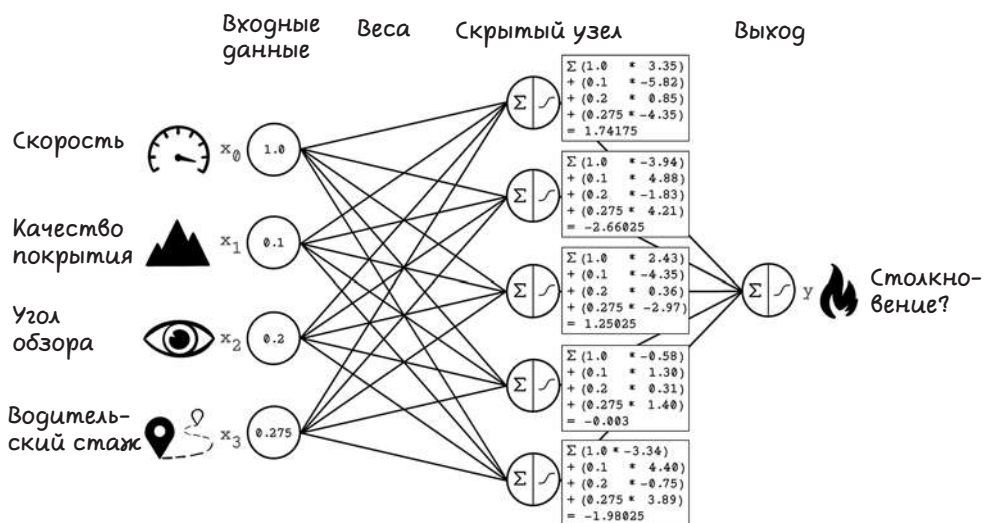 Входные
данные
Веса
Скрытый узел
Выход
Скорость
x0
1.0
Качество
покрытия
x1
0.1
Угол
обзора
x2
0.2
Водитель-
ский стаж
x3
0.275
Σ
Σ (1.0 * 3.35)
+ (0.1 * -5.82)
+ (0.2 * 0.85)
+ (0.275 * -4.35)
= 1.74175
Σ
Σ (1.0 * -3.94)
+ (0.1 * 4.88)
+ (0.2 * -1.83)
+ (0.275 * 4.21)
= -2.66025
Σ
Σ (1.0 * 2.43)
+ (0.1 * -4.35)
+ (0.2 * 0.36)
+ (0.275 * -2.97)
= 1.25025
Σ
Σ (1.0 * -0.58)
+ (0.1 * 1.30)
+ (0.2 * 0.31)
+ (0.275 * 1.40)
= -0.003
Σ
Σ (1.0 * -3.34)
+ (0.1 * 4.40)
+ (0.2 * -0.75)
+ (0.275 * 3.89)
= -1.98025
Σ
y
Столкно-
вение?